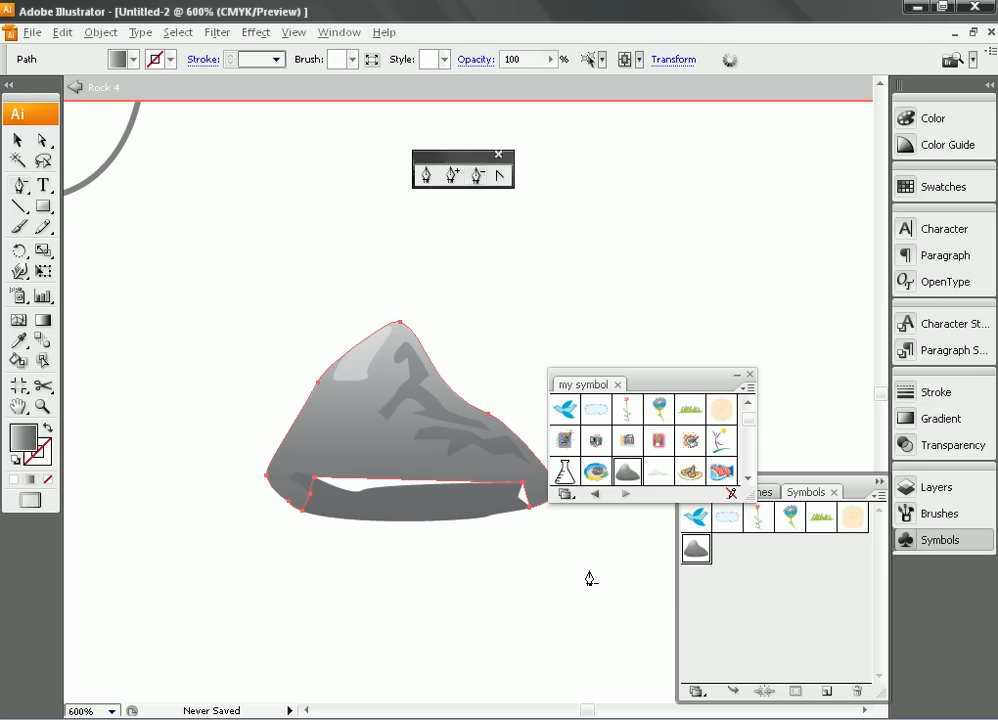 Ai Adobe Illustrator - [Untitled-2 @ 600% (CMYK/Preview) ]
File Edit Object Type Select Filter Effect View Window Help
Path Stroke: Brush: Style: Opacity: 100 % Transform
Rock 4
Ai
T
Color
Color Guide
Swatches
Character
Paragraph
OpenType
Character St...
Paragraph S...
Stroke
Gradient
Transparency
Layers
Brushes
Symbols
my symbol
hes Symbols
600% Never Saved